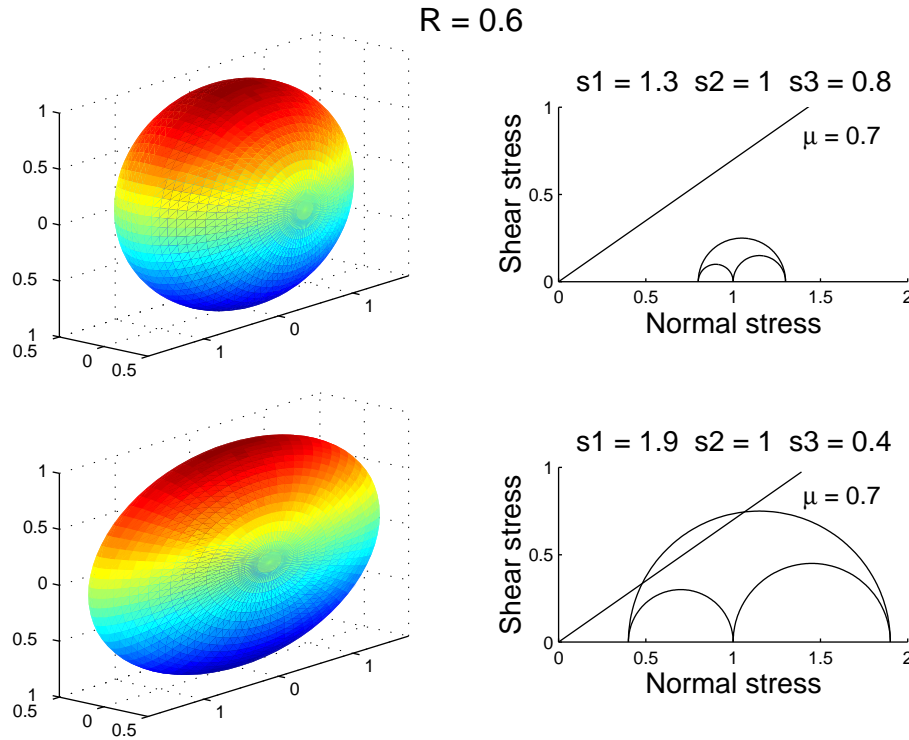 R = 0.6
1
0.5
0
0.5
1
0.5
0
0.5
1
0
1
s1 = 1.3 s2 = 1 s3 = 0.8
1
0.5
0
Shear stress
μ = 0.7
0 0.5 1 1.5 2
Normal stress
1
0.5
0
0.5
1
0.5
0
0.5
1
0
1
s1 = 1.9 s2 = 1 s3 = 0.4
1
0.5
0
Shear stress
μ = 0.7
0 0.5 1 1.5 2
Normal stress